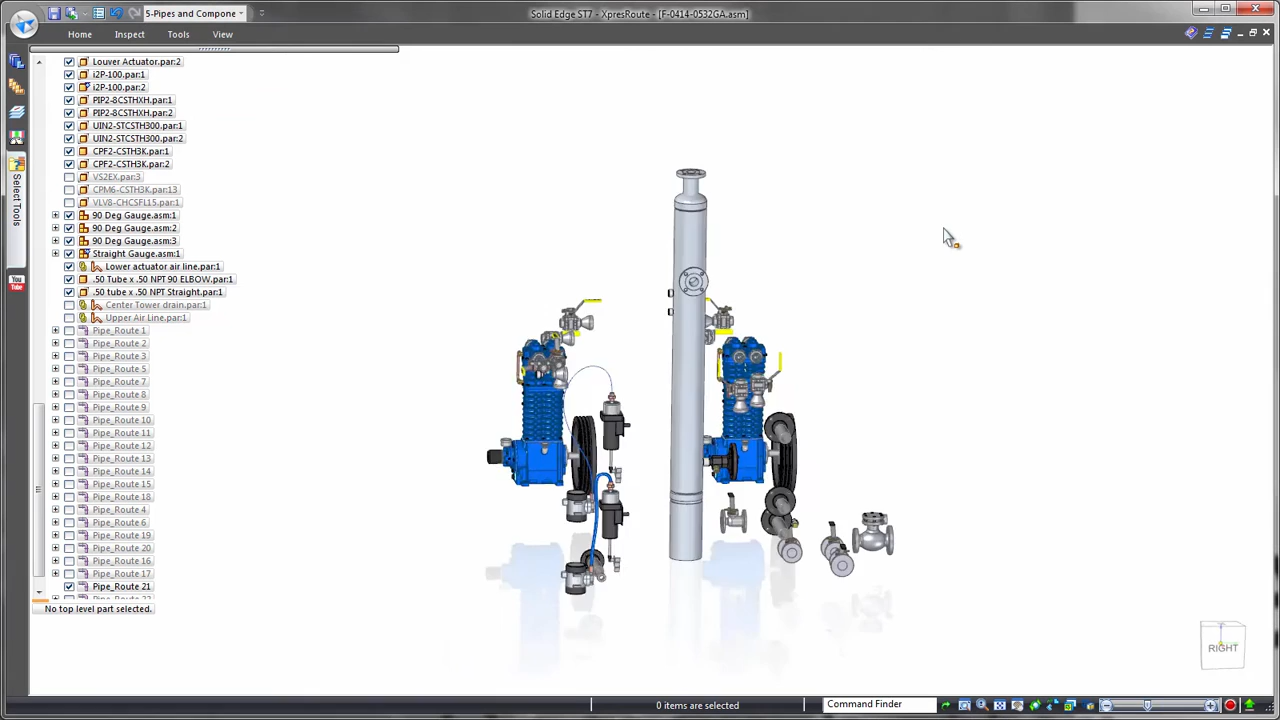 5-Pipes and Compone
Solid Edge ST7 - XpresRoute - [F-0414-0532GA.asm]
Home
Inspect
Tools
View
Louver Actuator.par:2
i2P-100.par:1
i2P-100.par:2
PIP2-8CSTHXH.par:1
PIP2-8CSTHXH.par:2
UIN2-STCSTH300.par:1
UIN2-STCSTH300.par:2
CPF2-CSTH3K.par:1
CPF2-CSTH3K.par:2
VS2EX.par:3
CPM6-CSTH3K.par:13
VLV8-CHCSFL15.par:1
90 Deg Gauge.asm:1
90 Deg Gauge.asm:2
90 Deg Gauge.asm:3
Straight Gauge.asm:1
Lower actuator air line.par:1
.50 Tube x .50 NPT 90 ELBOW.par:1
.50 tube x .50 NPT Straight.par:1
Center Tower drain.par:1
Upper Air Line.par:1
Pipe_Route 1
Pipe_Route 2
Pipe_Route 3
Pipe_Route 5
Pipe_Route 7
Pipe_Route 8
Pipe_Route 9
Pipe_Route 10
Pipe_Route 11
Pipe_Route 12
Pipe_Route 13
Pipe_Route 14
Pipe_Route 15
Pipe_Route 18
Pipe_Route 4
Pipe_Route 6
Pipe_Route 19
Pipe_Route 20
Pipe_Route 16
Pipe_Route 17
Pipe_Route 21
No top level part selected.
Select Tools
You Tube
RIGHT
0 items are selected
Command Finder